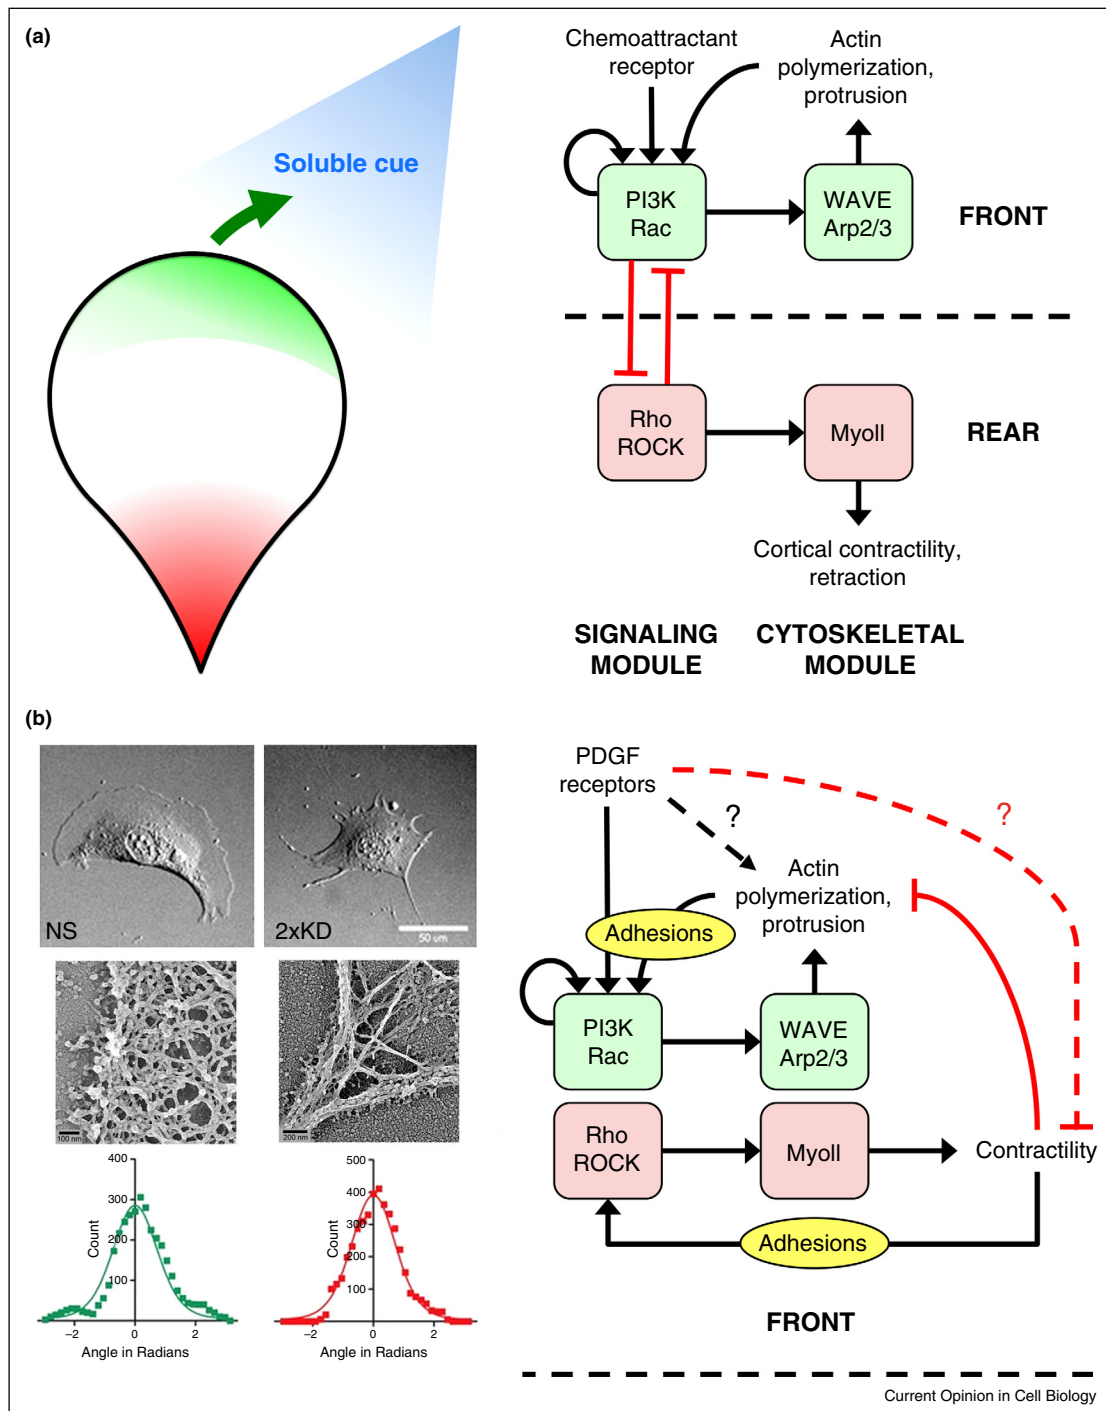 (a)
Soluble cue
Chemoattractant
receptor
Actin
polymerization,
protrusion
PI3K
Rac
WAVE
Arp2/3
FRONT
Rho
ROCK
MyoII
REAR
Cortical contractility,
retraction
SIGNALING
MODULE
CYTOSKELETAL
MODULE
(b)
NS
2xKD
50 um
100 nm
200 nm
400
300
200
100
Count
−2
0
2
Angle in Radians
500
400
300
200
100
Count
−2
0
2
Angle in Radians
PDGF
receptors
?
?
Actin
polymerization,
protrusion
Adhesions
PI3K
Rac
WAVE
Arp2/3
Rho
ROCK
MyoII
Contractility
Adhesions
FRONT
Current Opinion in Cell Biology